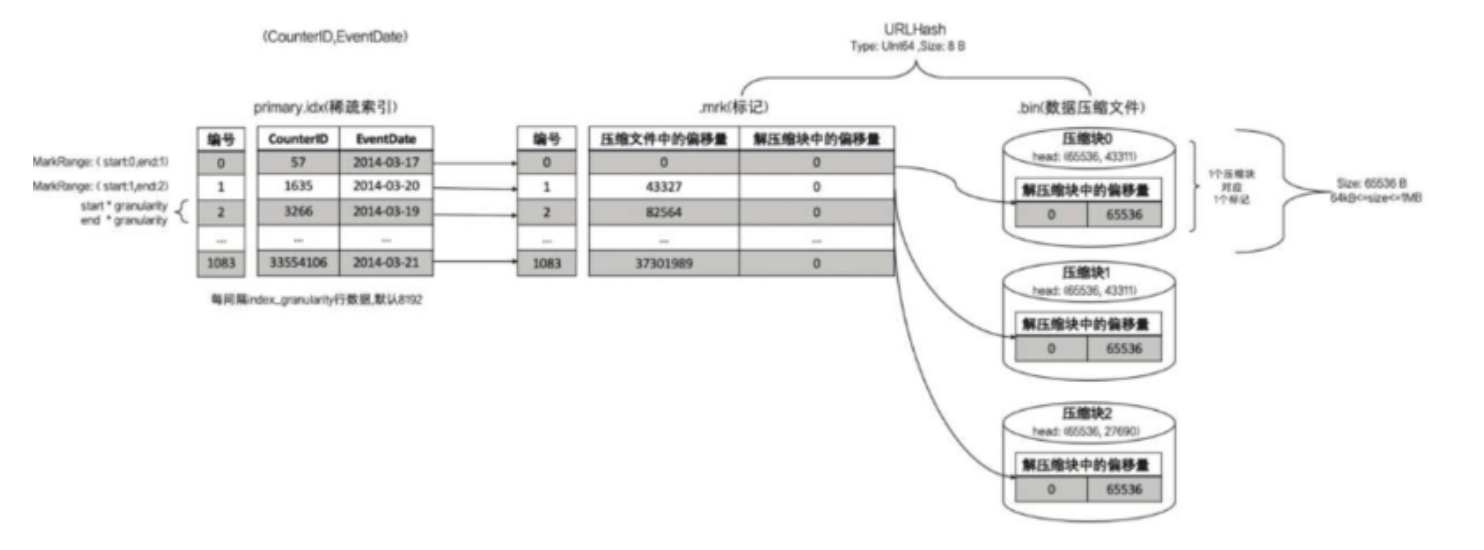 (CounterID,EventDate)
URLHash
Type: UInt64 ,Size: 8 B
primary.idx(稀疏索引)
.mrk(标记)
.bin(数据压缩文件)
编号 CounterID EventDate
0 57 2014-03-17
1 1635 2014-03-20
2 3266 2014-03-19
... ... ...
1083 33554106 2014-03-21
MarkRange: ( start:0,end:1)
MarkRange: ( start:1,end:2)
start * granularity
end * granularity
每间隔index_granularity行数据,默认8192
编号 压缩文件中的偏移量 解压缩块中的偏移量
0 0 0
1 43327 0
2 82564 0
... ... ...
1083 37301989 0
压缩块0
head: (65536, 43311)
解压缩块中的偏移量
0 65536
1个压缩块
对应
1个标记
Size: 65536 B
64kB<=size<=1MB
压缩块1
head: (65536, 43311)
解压缩块中的偏移量
0 65536
压缩块2
head: (65536, 27690)
解压缩块中的偏移量
0 65536